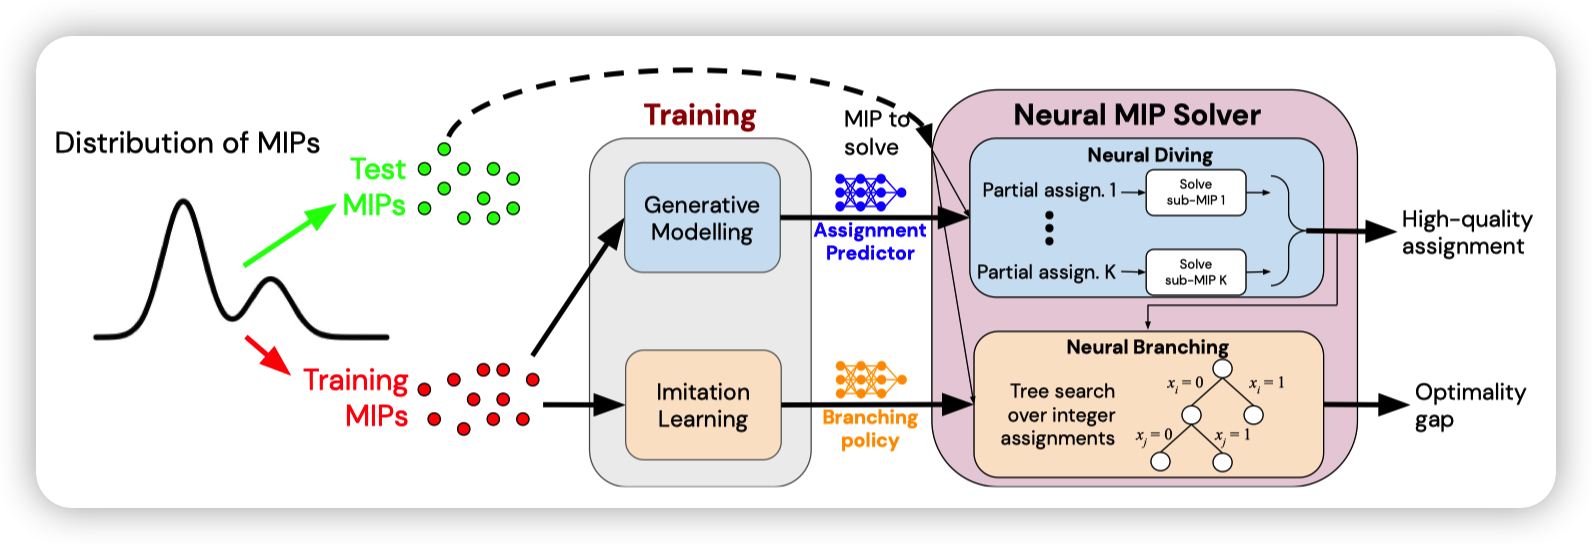 Distribution of MIPs
Test
MIPs
Training
MIPs
Training
Generative
Modelling
Imitation
Learning
MIP to
solve
Assignment
Predictor
Branching
policy
Neural MIP Solver
Neural Diving
Partial assign. 1
Solve
sub-MIP 1
Partial assign. K
Solve
sub-MIP K
Neural Branching
Tree search
over integer
assignments
x_i = 0
x_i = 1
x_j = 0
x_j = 1
High-quality
assignment
Optimality
gap